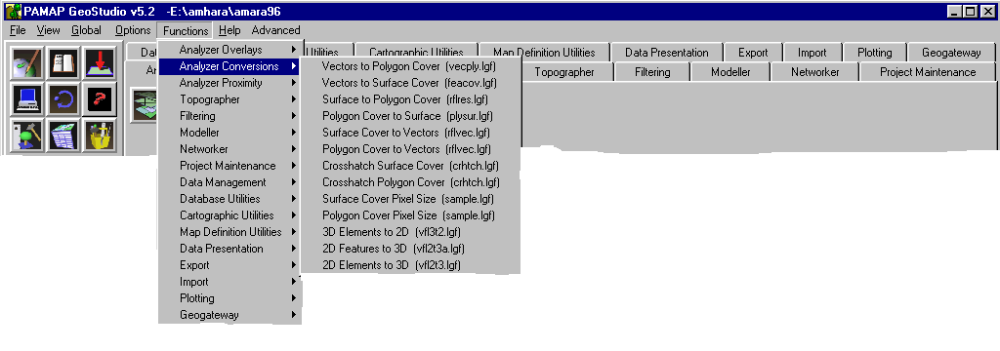 PAMAP GeoStudio v5.2 -E:\amhara\amara96
File View Global Options Functions Help Advanced
Dat Utilities Cartographic Utilities Map Definition Utilities Data Presentation Export Import Plotting Geogateway
An Topographer Filtering Modeller Networker Project Maintenance
Analyzer Overlays
Analyzer Conversions
Analyzer Proximity
Topographer
Filtering
Modeller
Networker
Project Maintenance
Data Management
Database Utilities
Cartographic Utilities
Map Definition Utilities
Data Presentation
Export
Import
Plotting
Geogateway
Vectors to Polygon Cover (vecply.lgf)
Vectors to Surface Cover (feacov.lgf)
Surface to Polygon Cover (rflres.lgf)
Polygon Cover to Surface (plysur.lgf)
Surface Cover to Vectors (rflvec.lgf)
Polygon Cover to Vectors (rflvec.lgf)
Crosshatch Surface Cover (crhtch.lgf)
Crosshatch Polygon Cover (crhtch.lgf)
Surface Cover Pixel Size (sample.lgf)
Polygon Cover Pixel Size (sample.lgf)
3D Elements to 2D (vfl3t2.lgf)
2D Features to 3D (vfl2t3a.lgf)
2D Elements to 3D (vfl2t3.lgf)